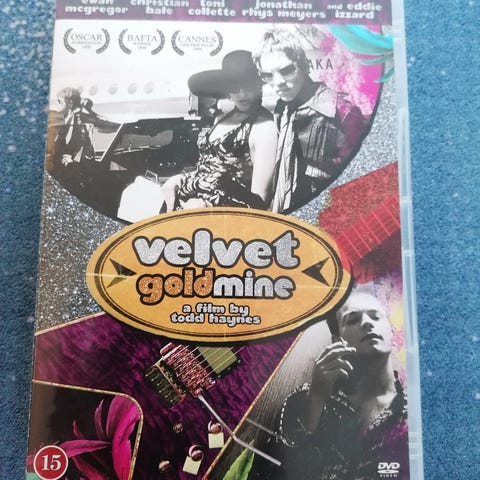 ewan christian toni jonathan and eddie
mcgregor bale collette rhys meyers izzard
OSCAR
BAFTA
CANNES
AKA
velvet
goldmine
a film by
todd haynes
15
DVD
VIDEO